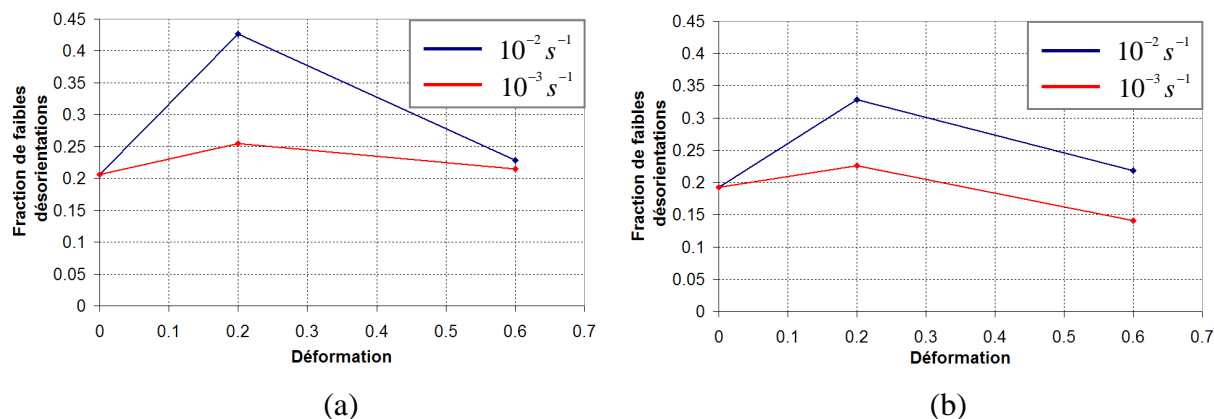 Fraction de faibles
désorientations
0.45
0.4
0.35
0.3
0.25
0.2
0.15
0.1
0.05
0
0 0.1 0.2 0.3 0.4 0.5 0.6 0.7
Déformation
10⁻² s⁻¹
10⁻³ s⁻¹
(a)
Fraction de faibles
désorientations
0.45
0.4
0.35
0.3
0.25
0.2
0.15
0.1
0.05
0
0 0.1 0.2 0.3 0.4 0.5 0.6 0.7
Déformation
10⁻² s⁻¹
10⁻³ s⁻¹
(b)